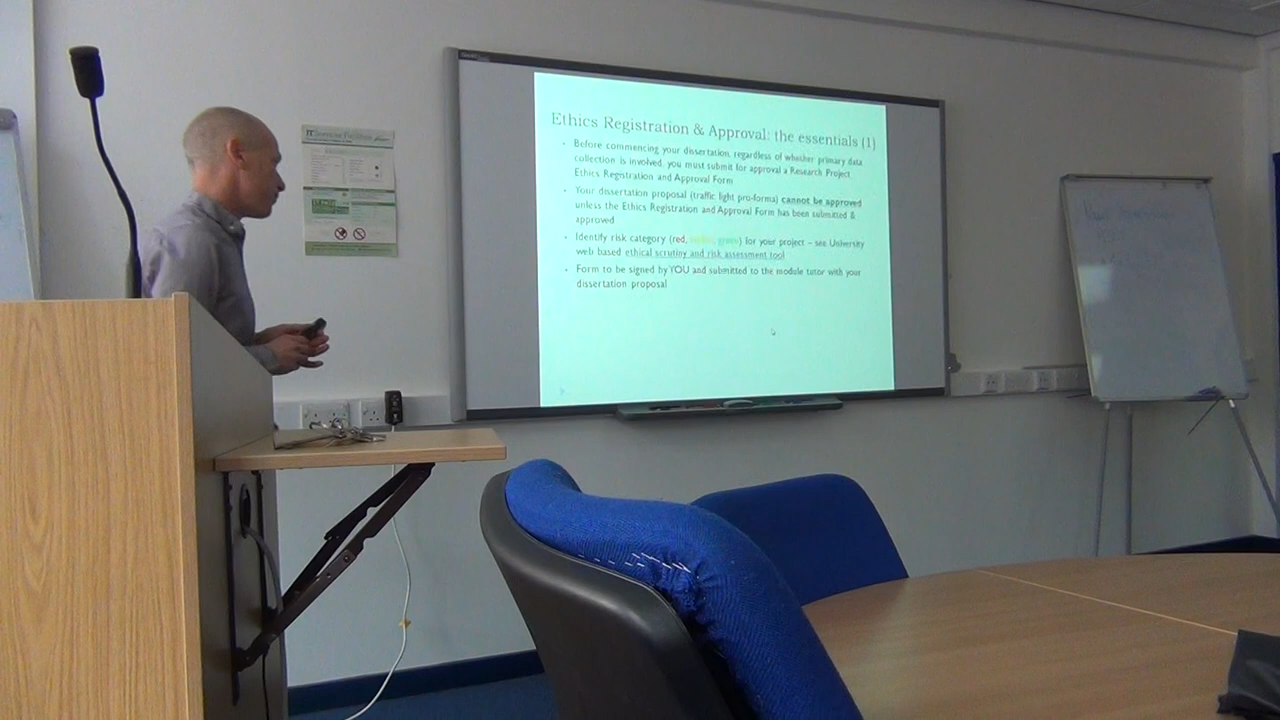 Ethics Registration & Approval: the essentials (1)
Before commencing your dissertation, regardless of whether primary data
collection is involved, you must submit for approval a Research Project
Ethics Registration and Approval Form
Your dissertation proposal (traffic light pro-forma) cannot be approved
unless the Ethics Registration and Approval Form has been submitted &
approved
Identify risk category (red, amber, green) for your project – see University
web based ethical scrutiny and risk assessment tool
Form to be signed by YOU and submitted to the module tutor with your
dissertation proposal